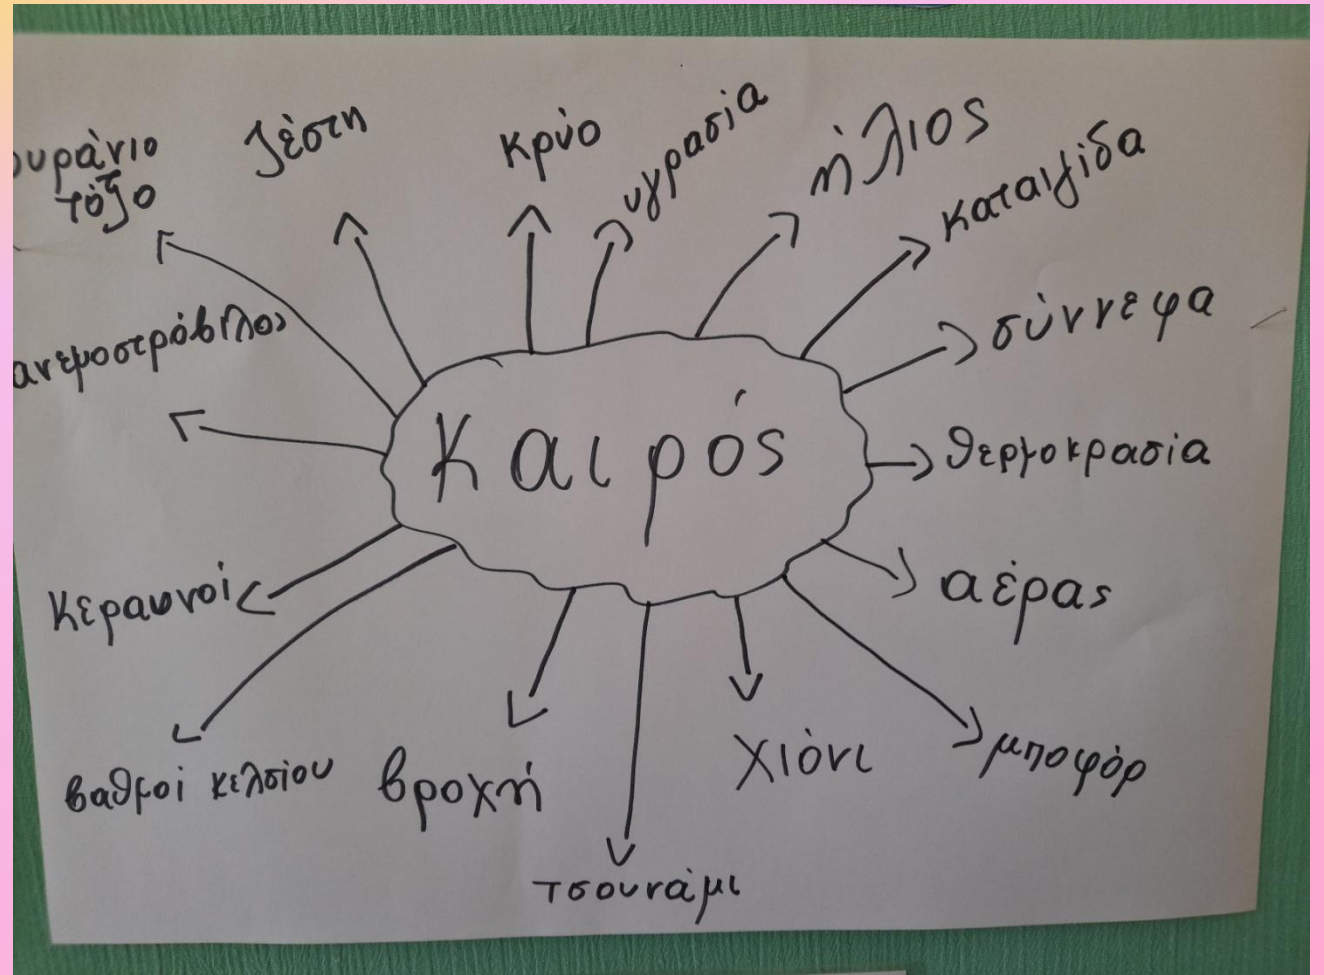 ουράνιο
τόξο
ζέστη
κρύο
υγρασία
ήλιος
καταιγίδα
σύννεφα
ανεμοστρόβιλος
Καιρός
θερμοκρασία
κεραυνοί
αέρας
βαθμοί κελσίου
βροχή
χιόνι
μποφόρ
τσουνάμι